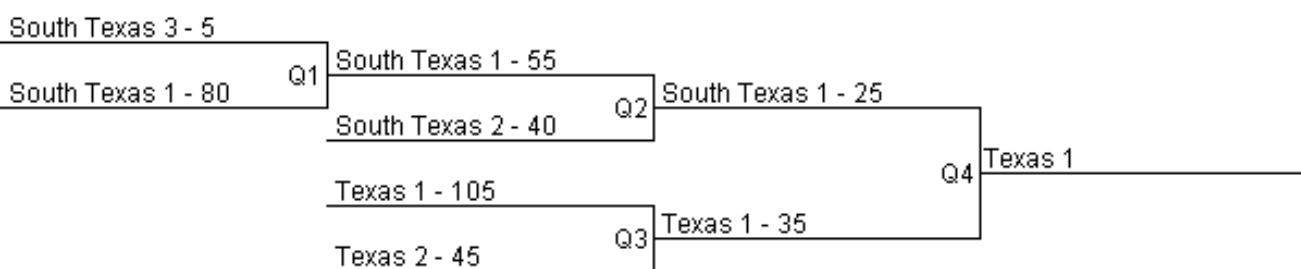 South Texas 3 - 5
South Texas 1 - 80
Q1
South Texas 1 - 55
South Texas 2 - 40
Q2
South Texas 1 - 25
Texas 1 - 105
Texas 2 - 45
Q3
Texas 1 - 35
Q4
Texas 1